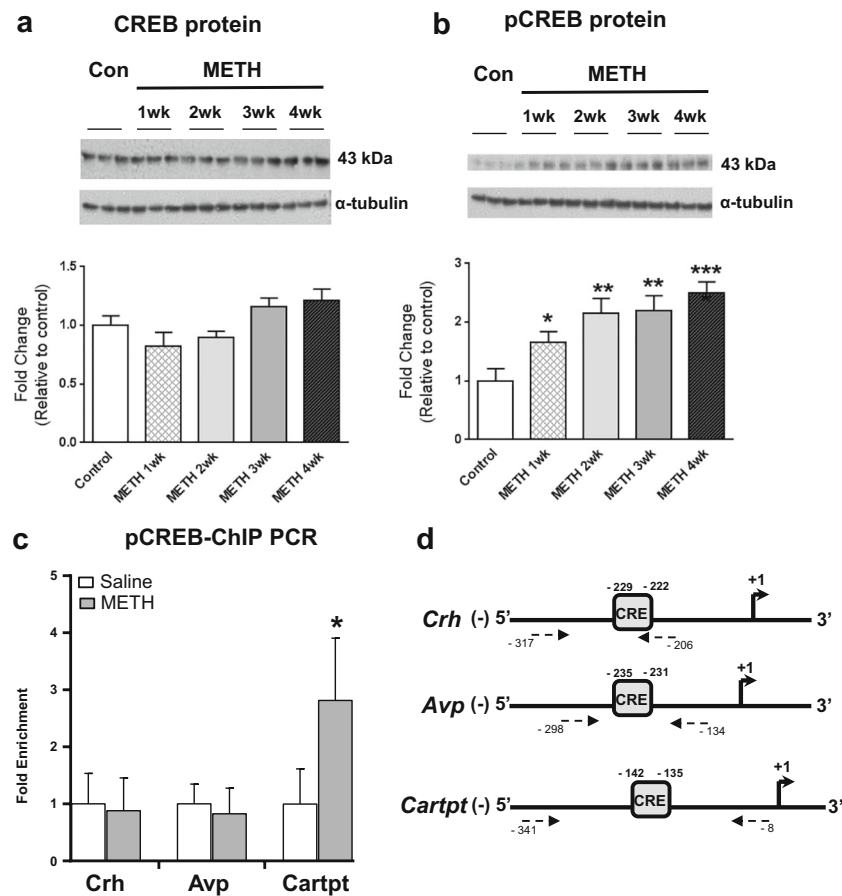 a
CREB protein
Con METH
1wk 2wk 3wk 4wk
43 kDa
α-tubulin
Fold Change
(Relative to control)
1.5
1.0
0.5
0.0
Control METH 1wk METH 2wk METH 3wk METH 4wk
b
pCREB protein
Con METH
1wk 2wk 3wk 4wk
43 kDa
α-tubulin
Fold Change
(Relative to control)
3
2
1
0
* ** ** *** *
Control METH 1wk METH 2wk METH 3wk METH 4wk
c
pCREB-ChIP PCR
Saline
METH
Fold Enrichment
5
4
3
2
1
0
*
Crh Avp Cartpt
d
- 229 - 222 +1
Crh (-) 5’ CRE 3’
- 317 - 206
- 235 - 231 +1
Avp (-) 5’ CRE 3’
- 298 - 134
- 142 - 135 +1
Cartpt (-) 5’ CRE 3’
- 341 - 8